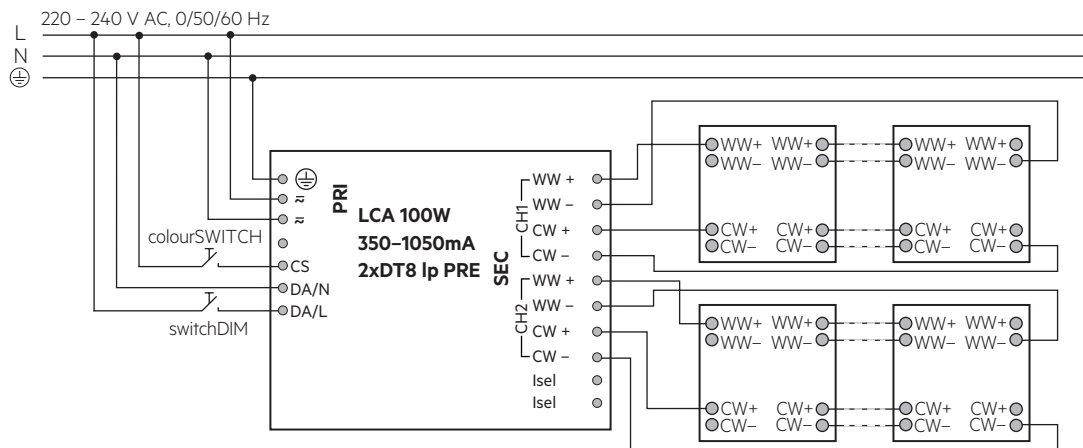 220 – 240 V AC, 0/50/60 Hz
L
N
PRI
LCA 100W
350–1050mA
2xDT8 lp PRE
SEC
colourSWITCH
CS
DA/N
DA/L
switchDIM
CH1
WW +
WW –
CW +
CW –
CH2
WW +
WW –
CW +
CW –
Isel
Isel
WW+ WW+
WW– WW–
CW+ CW+
CW– CW–
WW+ WW+
WW– WW–
CW+ CW+
CW– CW–
WW+ WW+
WW– WW–
CW+ CW+
CW– CW–
WW+ WW+
WW– WW–
CW+ CW+
CW– CW–